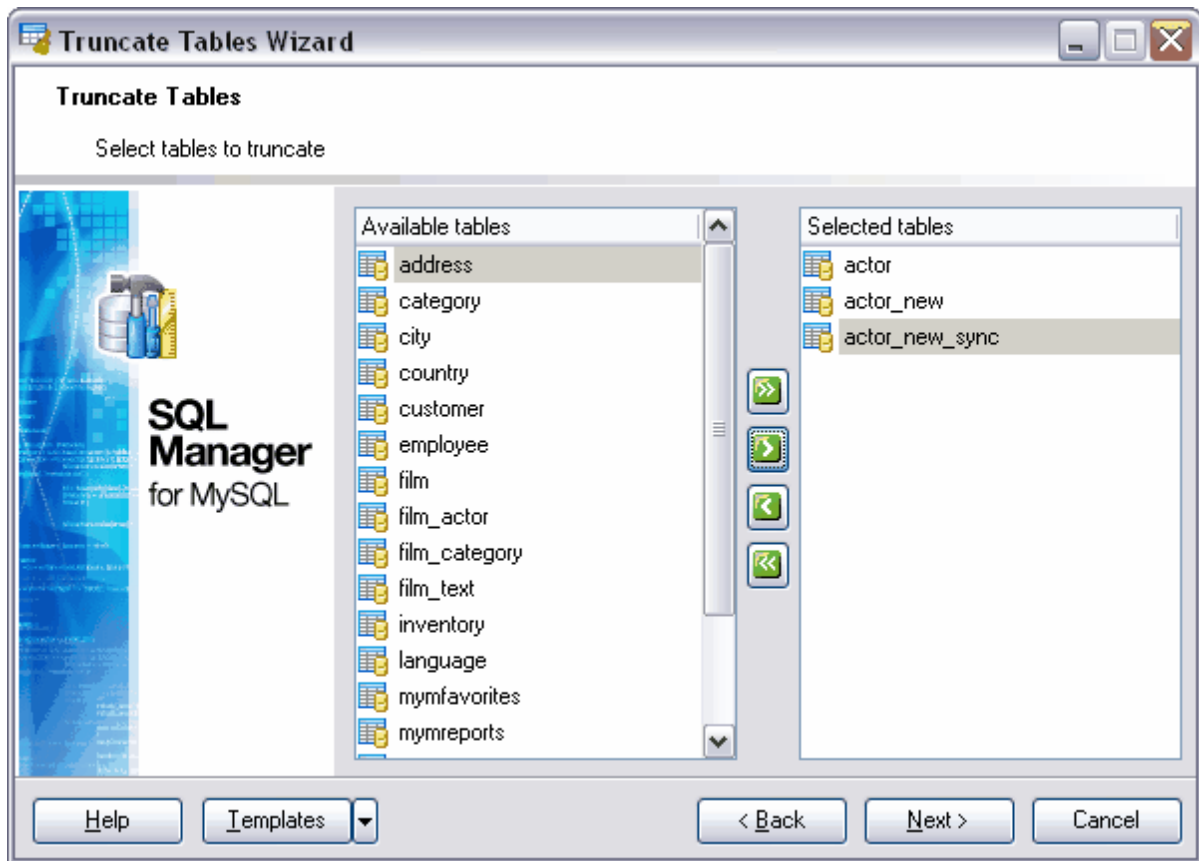 Truncate Tables Wizard
Truncate Tables
Select tables to truncate
SQL
Manager
for MySQL
Available tables
address
category
city
country
customer
employee
film
film_actor
film_category
film_text
inventory
language
mymfavorites
mymreports
Selected tables
actor
actor_new
actor_new_sync
Help
Templates
< Back
Next >
Cancel